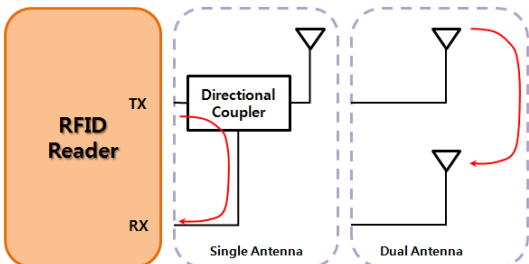 TX
RFID
Reader
RX
Directional
Coupler
Single Antenna
Dual Antenna